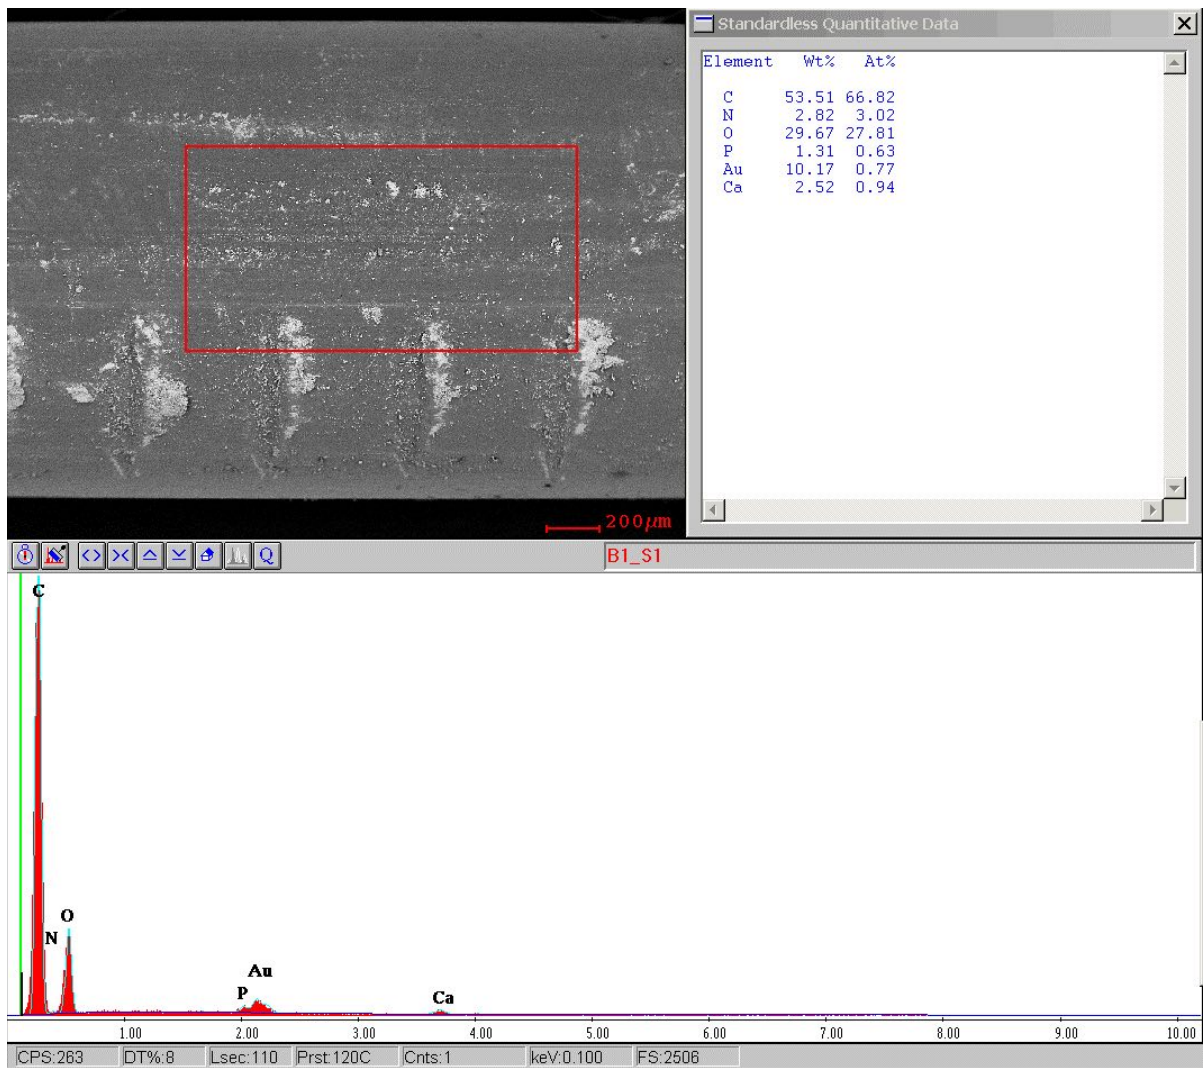 Standardless Quantitative Data
Element Wt% At%
C 53.51 66.82
N 2.82 3.02
O 29.67 27.81
P 1.31 0.63
Au 10.17 0.77
Ca 2.52 0.94
200μm
Q
B1_S1
C
O
N
Au
P
Ca
1.00 2.00 3.00 4.00 5.00 6.00 7.00 8.00 9.00 10.00
CPS:263 DT%:8 Lsec:110 Prst:120C Cnts:1 keV:0.100 FS:2506